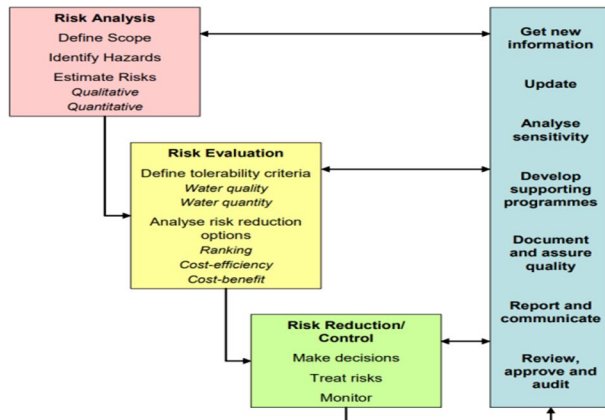 Risk Analysis
Define Scope
Identify Hazards
Estimate Risks
Qualitative
Quantitative
Risk Evaluation
Define tolerability criteria
Water quality
Water quantity
Analyse risk reduction
options
Ranking
Cost-efficiency
Cost-benefit
Risk Reduction/
Control
Make decisions
Treat risks
Monitor
Get new
information
Update
Analyse
sensitivity
Develop
supporting
programmes
Document
and assure
quality
Report and
communicate
Review,
approve and
audit